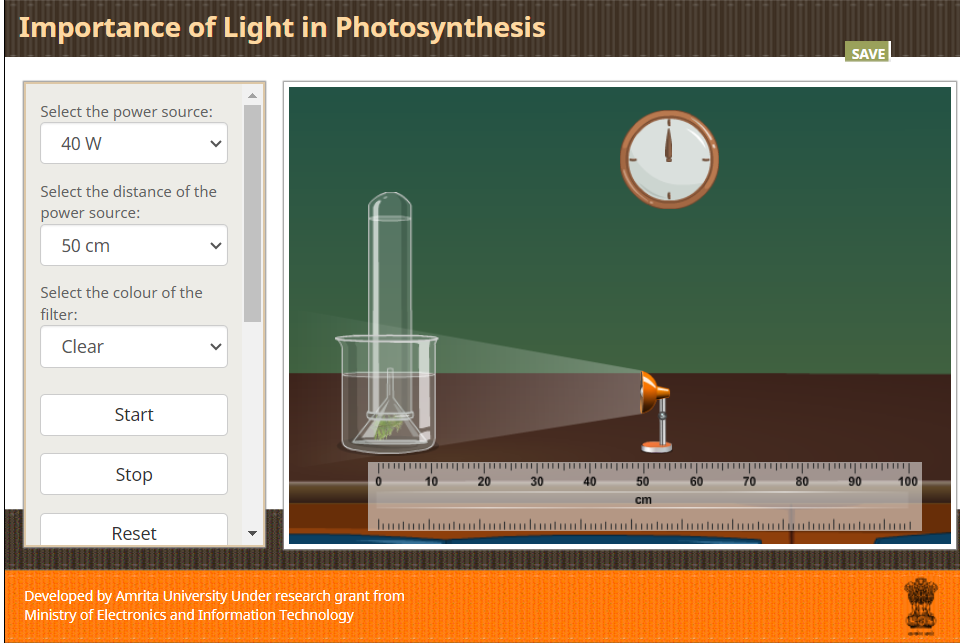 Importance of Light in Photosynthesis
SAVE
Select the power source:
40 W
Select the distance of the
power source:
50 cm
Select the colour of the
filter:
Clear
Start
Stop
Reset
0 10 20 30 40 50 60 70 80 90 100
cm
Developed by Amrita University Under research grant from
Ministry of Electronics and Information Technology